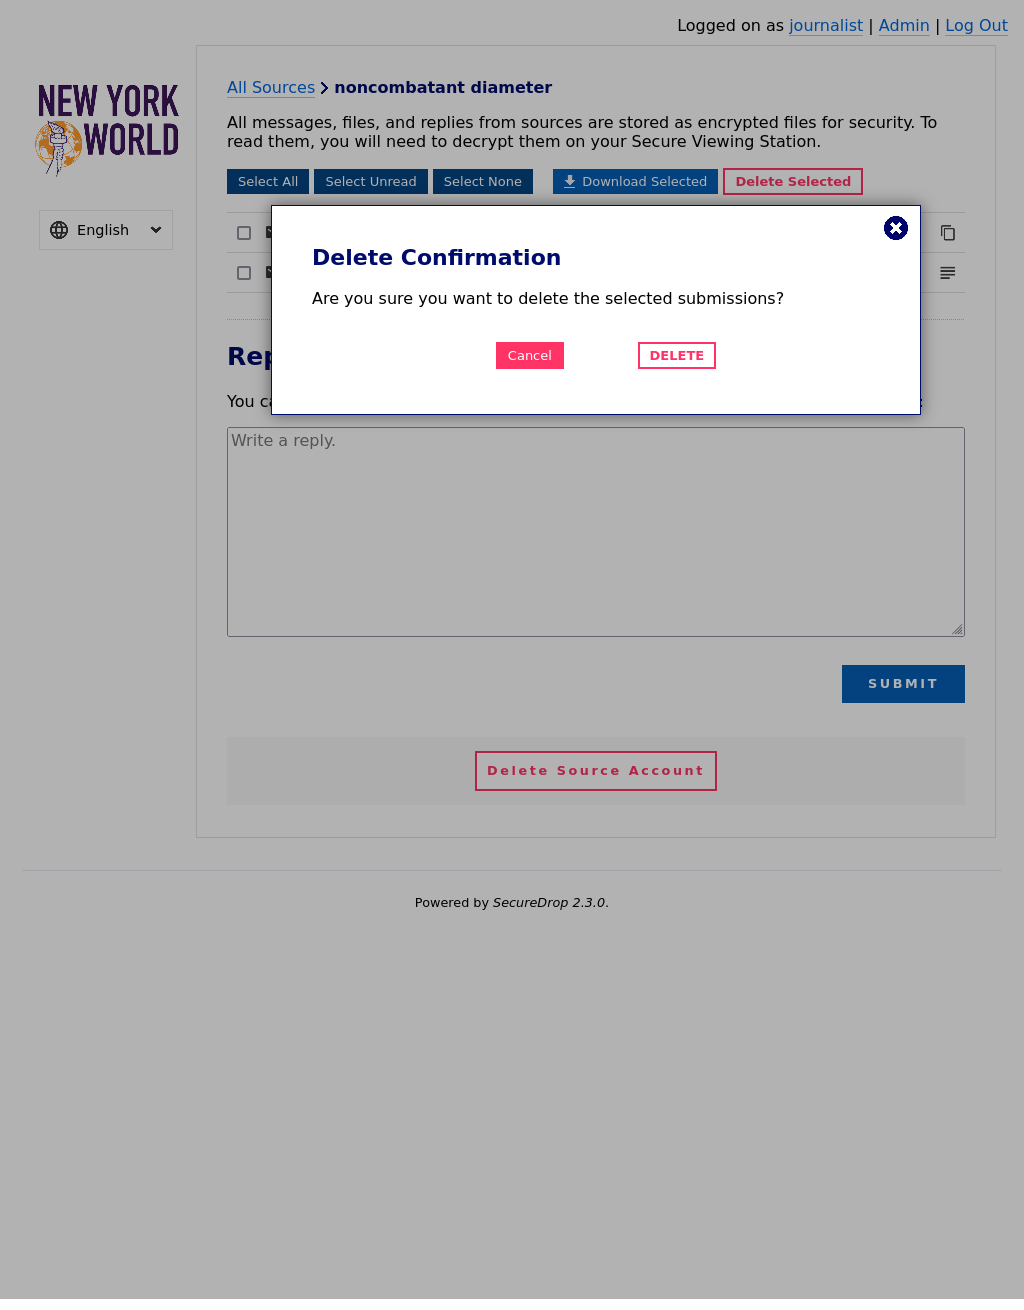 Logged on as journalist | Admin | Log Out
NEW YORK
WORLD
English
All Sources noncombatant diameter
All messages, files, and replies from sources are stored as encrypted files for security. To
read them, you will need to decrypt them on your Secure Viewing Station.
Select All Select Unread Select None Download Selected Delete Selected
Delete Confirmation
Are you sure you want to delete the selected submissions?
Cancel DELETE
You
Write a reply.
SUBMIT
Delete Source Account
Powered by SecureDrop 2.3.0.